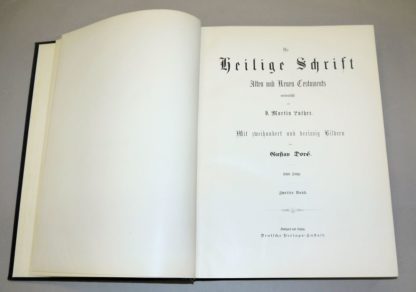 Die
Heilige Schrift
Alten und Neuen Testaments
verdeutscht
von
D. Martin Luther.
Mit zweihundert und dreissig Bildern
von
Gustav Doré.
Zweiter Band.
Stuttgart und Leipzig.
Deutsche Verlags-Anstalt.